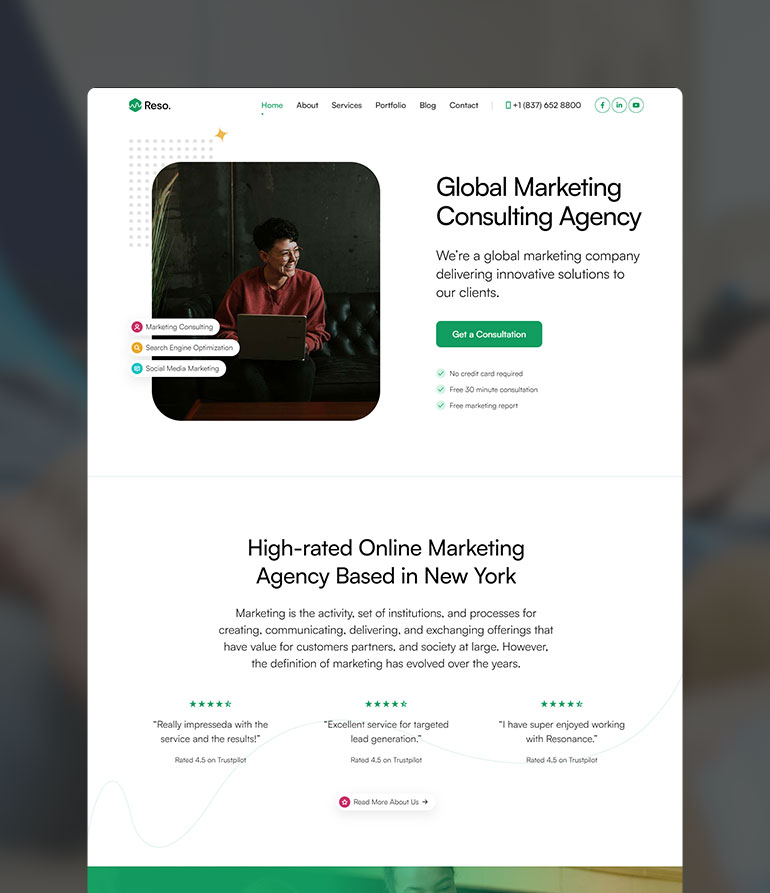 Reso.
Home About Services Portfolio Blog Contact +1 (837) 652 8800
Global Marketing
Consulting Agency
We're a global marketing company
delivering innovative solutions to
our clients.
Get a Consultation
No credit card required
Free 30 minute consultation
Free marketing report
Marketing Consulting
Search Engine Optimization
Social Media Marketing
High-rated Online Marketing
Agency Based in New York
Marketing is the activity, set of institutions, and processes for
creating, communicating, delivering, and exchanging offerings that
have value for customers partners, and society at large. However,
the definition of marketing has evolved over the years.
“Really impresseda with the
service and the results!”
Rated 4.5 on Trustpilot
“Excellent service for targeted
lead generation.”
Rated 4.5 on Trustpilot
“I have super enjoyed working
with Resonance.”
Rated 4.5 on Trustpilot
Read More About Us →